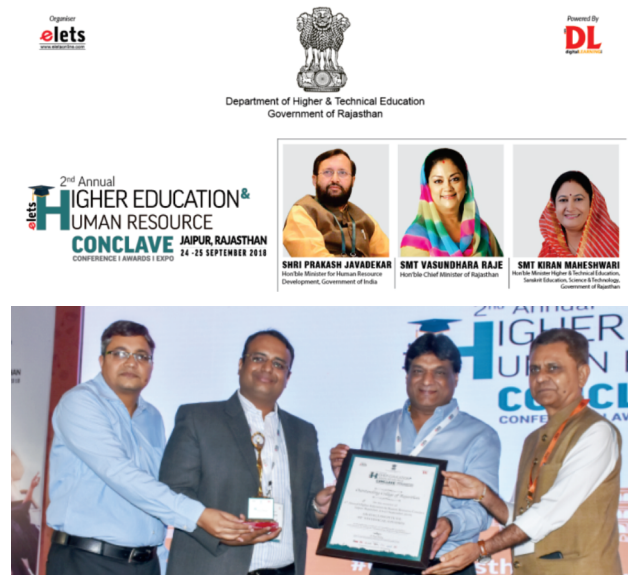 Organiser
elets
www.eletsonline.com
Powered By
DL
digital LEARNING
Department of Higher & Technical Education
Government of Rajasthan
2nd Annual
elets
HIGHER EDUCATION &
HUMAN RESOURCE
CONCLAVE JAIPUR, RAJASTHAN
CONFERENCE I AWARDS I EXPO 24 -25 SEPTEMBER 2018
SHRI PRAKASH JAVADEKAR
Hon'ble Minister for Human Resource
Development, Government of India
SMT VASUNDHARA RAJE
Hon'ble Chief Minister of Rajasthan
SMT KIRAN MAHESHWARI
Hon'ble Minister Higher & Technical Education,
Sanskrit Education, Science & Technology,
Government of Rajasthan
2nd Annual
HIGHER
HUM
CONCL
CONFERENCE I AW